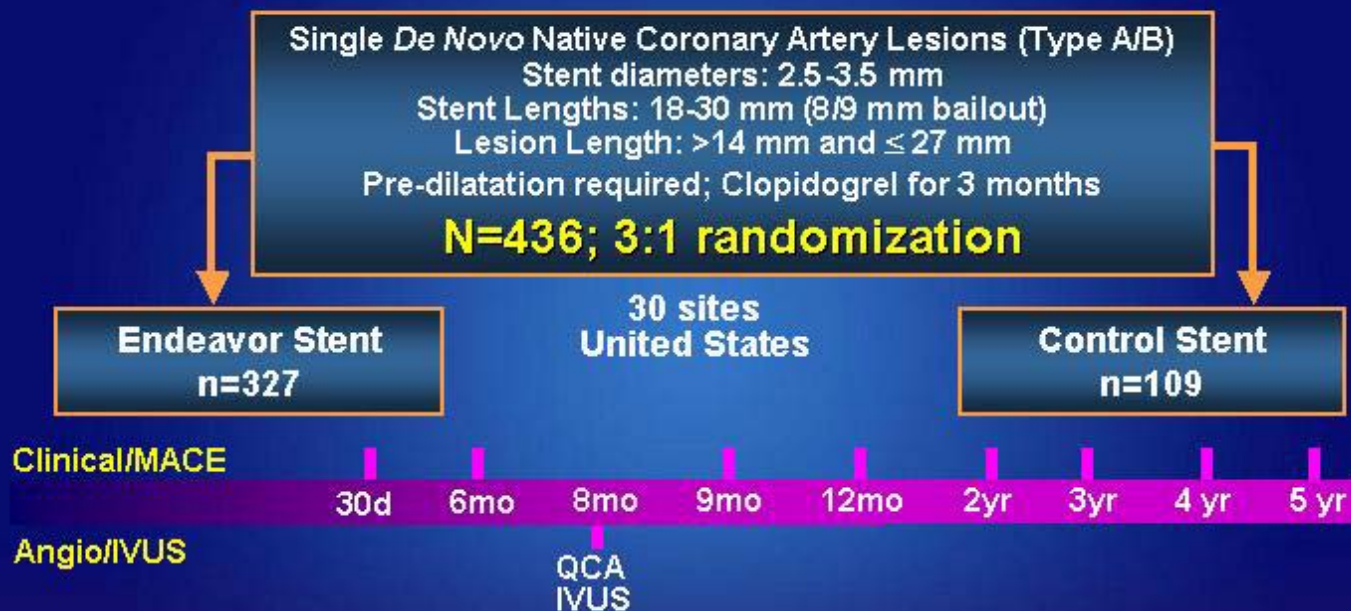 Single De Novo Native Coronary Artery Lesions (Type A/B)
Stent diameters: 2.5-3.5 mm
Stent Lengths: 18-30 mm (8/9 mm bailout)
Lesion Length: >14 mm and ≤ 27 mm
Pre-dilatation required; Clopidogrel for 3 months
N=436; 3:1 randomization
30 sites
United States
Endeavor Stent
n=327
Control Stent
n=109
Clinical/MACE
30d 6mo 8mo 9mo 12mo 2yr 3yr 4 yr 5 yr
Angio/IVUS
QCA
IVUS